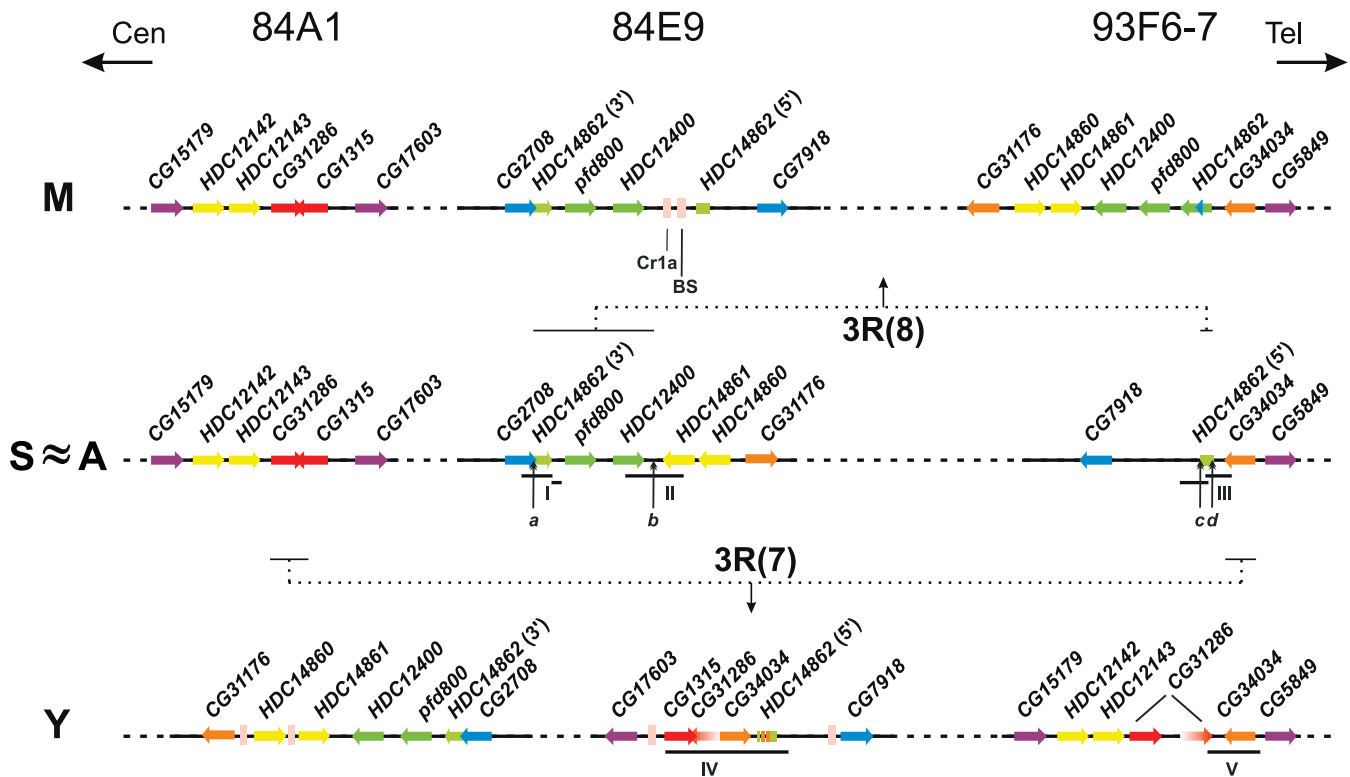 Cen 84A1 84E9 93F6-7 Tel
CG15179 HDC12142 HDC12143 CG31286 CG1315 CG17603 CG2708 HDC14862 (3') pfd800 HDC12400 HDC14862 (5') CG7918 CG31176 HDC14860 HDC14861 HDC12400 pfd800 HDC14862 CG34034 CG5849
M
Cr1a
BS
3R(8)
CG15179 HDC12142 HDC12143 CG31286 CG1315 CG17603 CG2708 HDC14862 (3') pfd800 HDC12400 HDC14861 HDC14860 CG31176 CG7918 HDC14862 (5') CG34034 CG5849
S≈A
I II III
a b c d
3R(7)
CG31176 HDC14860 HDC14861 HDC12400 pfd800 HDC14862 (3') CG2708 CG17603 CG1315 CG31286 CG34034 HDC14862 (5') CG7918 CG15179 HDC12142 HDC12143 CG31286 CG34034 CG5849
Y
IV V